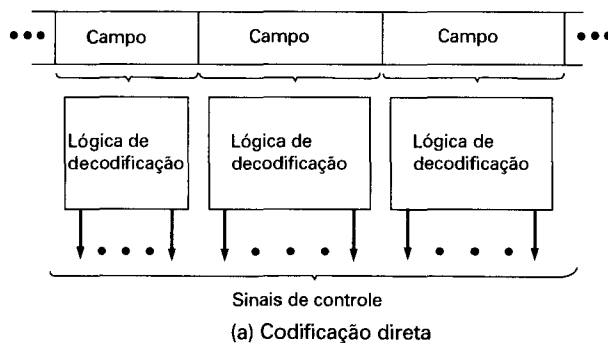 Campo Campo Campo
Lógica de decodificação
Lógica de decodificação
Lógica de decodificação
Sinais de controle
(a) Codificação direta